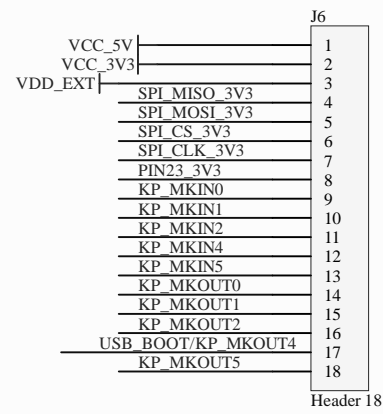 J6
VCC_5V 1
VCC_3V3 2
VDD_EXT 3
SPI_MISO_3V3 4
SPI_MOSI_3V3 5
SPI_CS_3V3 6
SPI_CLK_3V3 7
PIN23_3V3 8
KP_MKIN0 9
KP_MKIN1 10
KP_MKIN2 11
KP_MKIN4 12
KP_MKIN5 13
KP_MKOUT0 14
KP_MKOUT1 15
KP_MKOUT2 16
USB_BOOT/KP_MKOUT4 17
KP_MKOUT5 18
Header 18